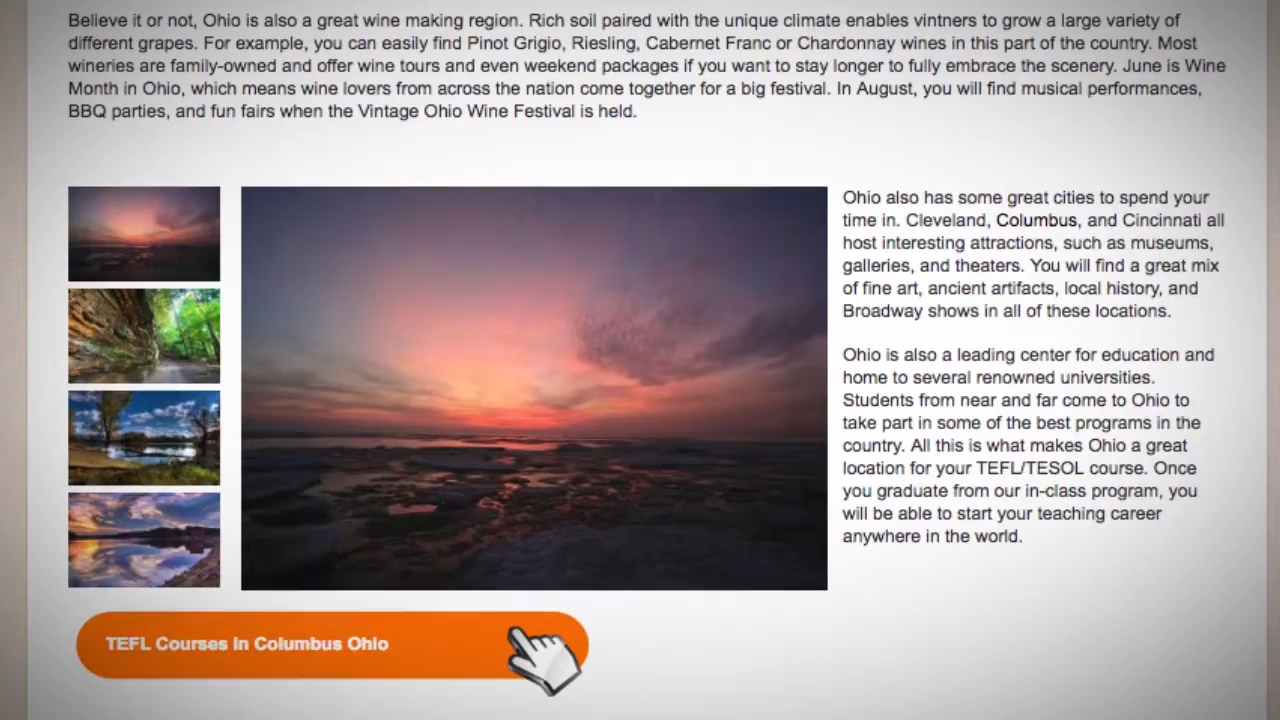 Believe it or not, Ohio is also a great wine making region. Rich soil paired with the unique climate enables vintners to grow a large variety of
different grapes. For example, you can easily find Pinot Grigio, Riesling, Cabernet Franc or Chardonnay wines in this part of the country. Most
wineries are family-owned and offer wine tours and even weekend packages if you want to stay longer to fully embrace the scenery. June is Wine
Month in Ohio, which means wine lovers from across the nation come together for a big festival. In August, you will find musical performances,
BBQ parties, and fun fairs when the Vintage Ohio Wine Festival is held.
Ohio also has some great cities to spend your
time in. Cleveland, Columbus, and Cincinnati all
host interesting attractions, such as museums,
galleries, and theaters. You will find a great mix
of fine art, ancient artifacts, local history, and
Broadway shows in all of these locations.
Ohio is also a leading center for education and
home to several renowned universities.
Students from near and far come to Ohio to
take part in some of the best programs in the
country. All this is what makes Ohio a great
location for your TEFL/TESOL course. Once
you graduate from our in-class program, you
will be able to start your teaching career
anywhere in the world.
TEFL Courses In Columbus Ohio